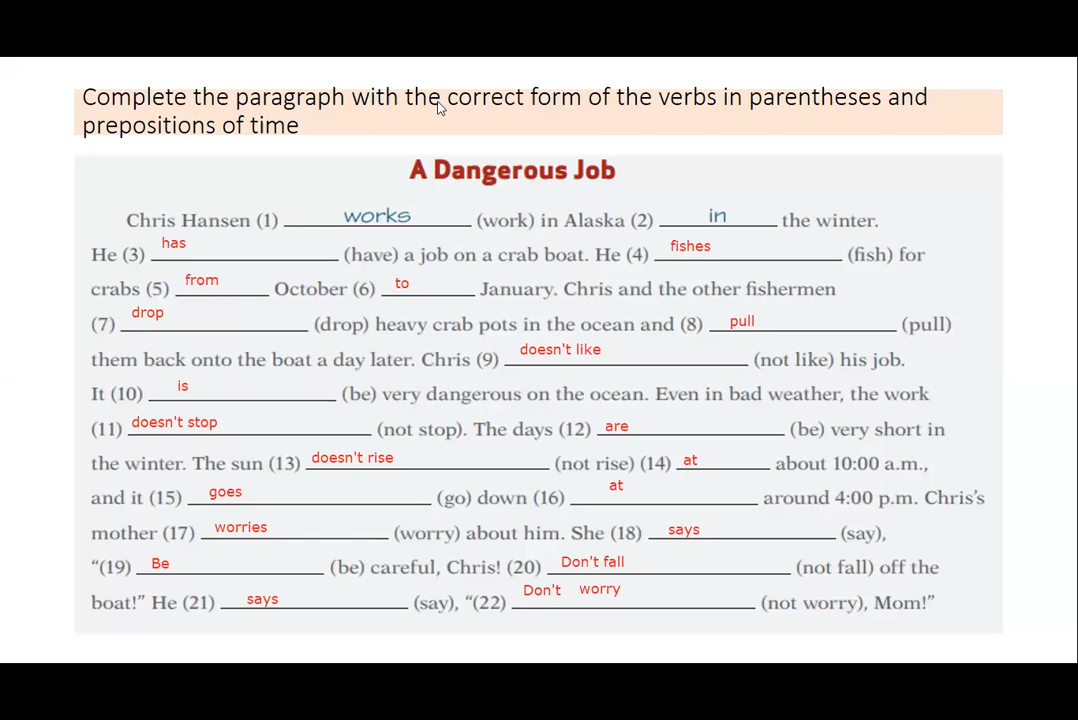 Complete the paragraph with the correct form of the verbs in parentheses and
prepositions of time
A Dangerous Job
Chris Hansen (1) works (work) in Alaska (2) in the winter.
He (3) has (have) a job on a crab boat. He (4) fishes (fish) for
crabs (5) from October (6) to January. Chris and the other fishermen
(7) drop (drop) heavy crab pots in the ocean and (8) pull (pull)
them back onto the boat a day later. Chris (9) doesn't like (not like) his job.
It (10) is (be) very dangerous on the ocean. Even in bad weather, the work
(11) doesn't stop (not stop). The days (12) are (be) very short in
the winter. The sun (13) doesn't rise (not rise) (14) at about 10:00 a.m.,
and it (15) goes (go) down (16) at around 4:00 p.m. Chris's
mother (17) worries (worry) about him. She (18) says (say),
“(19) Be (be) careful, Chris! (20) Don't fall (not fall) off the
boat!” He (21) says (say), “(22) Don't worry (not worry), Mom!”